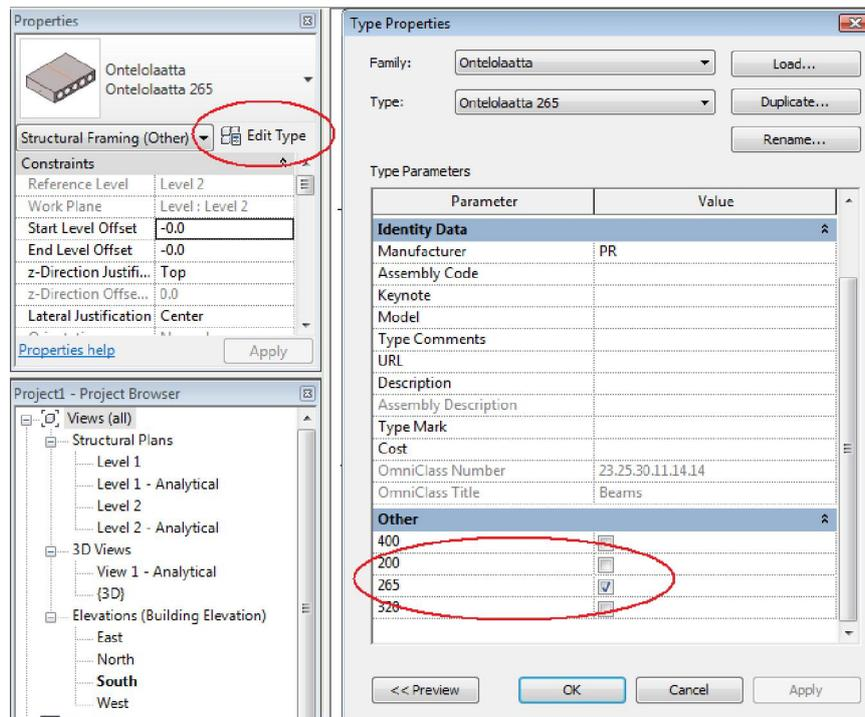 Properties
Ontelolaatta
Ontelolaatta 265
Structural Framing (Other) Edit Type
Constraints
Reference Level Level 2
Work Plane Level : Level 2
Start Level Offset -0.0
End Level Offset -0.0
z-Direction Justifi... Top
z-Direction Offse... 0.0
Lateral Justification Center
Properties help Apply
Project1 - Project Browser
Views (all)
Structural Plans
Level 1
Level 1 - Analytical
Level 2
Level 2 - Analytical
3D Views
View 1 - Analytical
{3D}
Elevations (Building Elevation)
East
North
South
West
Type Properties
Family: Ontelolaatta Load...
Type: Ontelolaatta 265 Duplicate...
Rename...
Type Parameters
Parameter Value
Identity Data
Manufacturer PR
Assembly Code
Keynote
Model
Type Comments
URL
Description
Assembly Description
Type Mark
Cost
OmniClass Number 23.25.30.11.14.14
OmniClass Title Beams
Other
400
200
265
320
<< Preview OK Cancel Apply